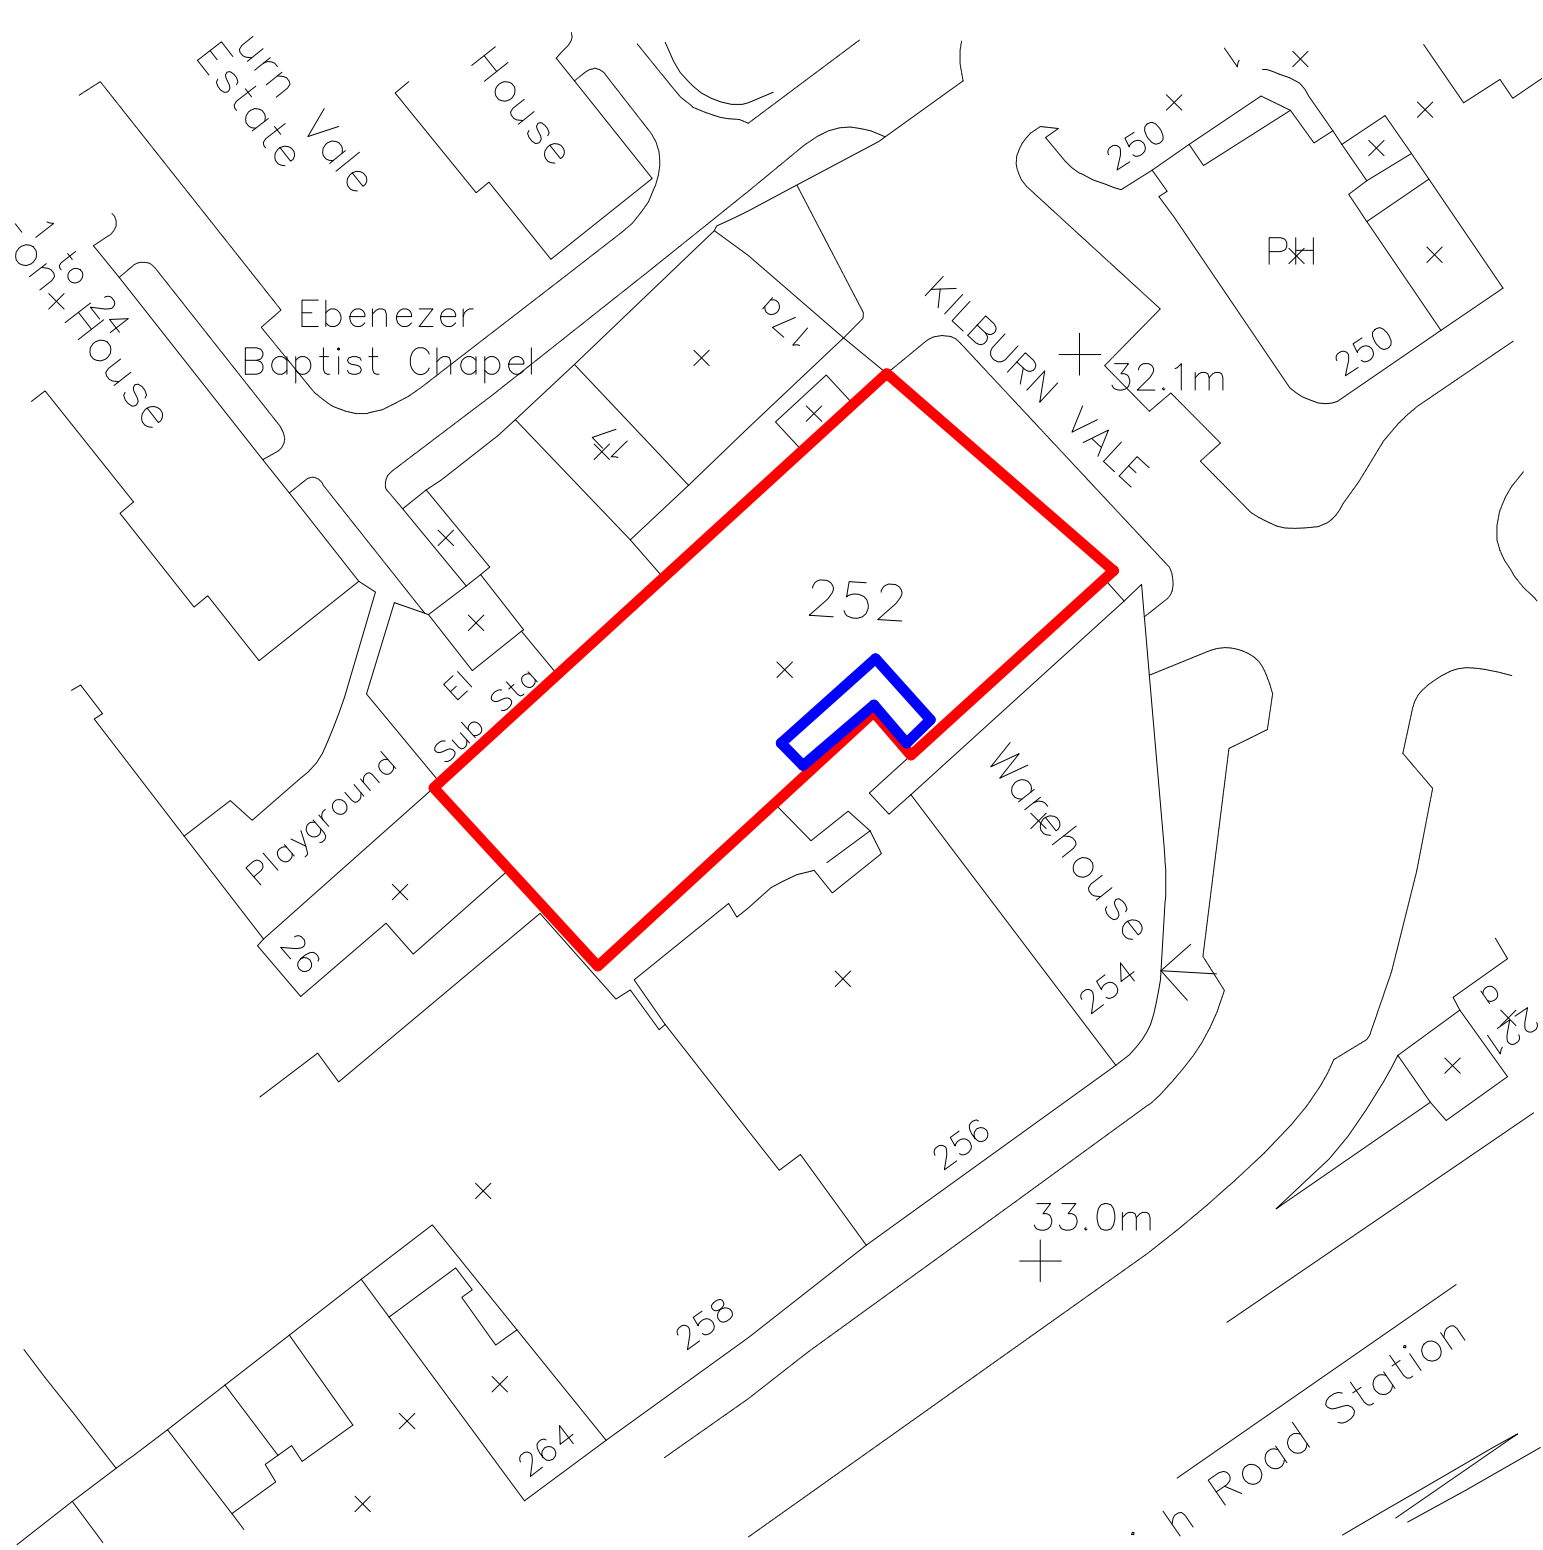 urn Vale
Estate
House
1 to 24
House
Ebenezer
Baptist Chapel
17a
17
KILBURN VALE
250
PH
250
32.1m
252
El
Sub Sta
Playground
26
Warehouse
254
256
33.0m
258
264
221
a
Road Station